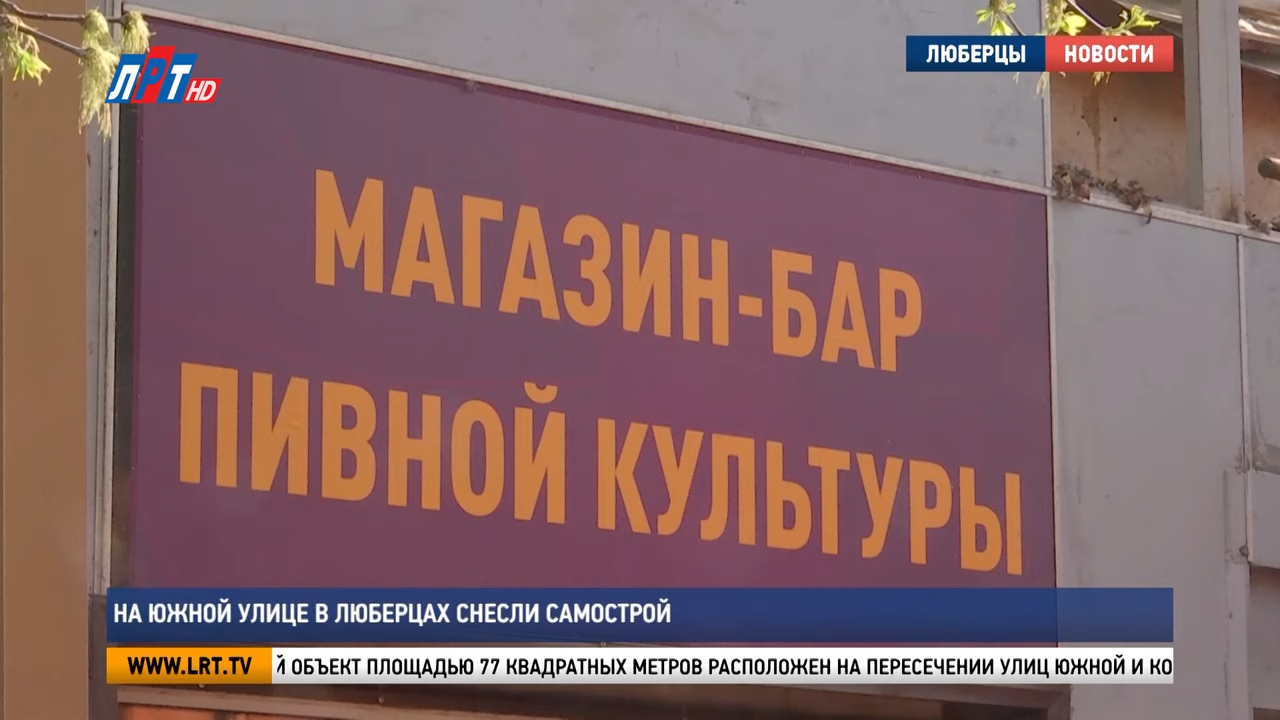 ЛРТ HD
ЛЮБЕРЦЫ НОВОСТИ
МАГАЗИН-БАР
ПИВНОЙ КУЛЬТУРЫ
НА ЮЖНОЙ УЛИЦЕ В ЛЮБЕРЦАХ СНЕСЛИ САМОСТРОЙ
WWW.LRT.TV Й ОБЪЕКТ ПЛОЩАДЬЮ 77 КВАДРАТНЫХ МЕТРОВ РАСПОЛОЖЕН НА ПЕРЕСЕЧЕНИИ УЛИЦ ЮЖНОЙ И КО